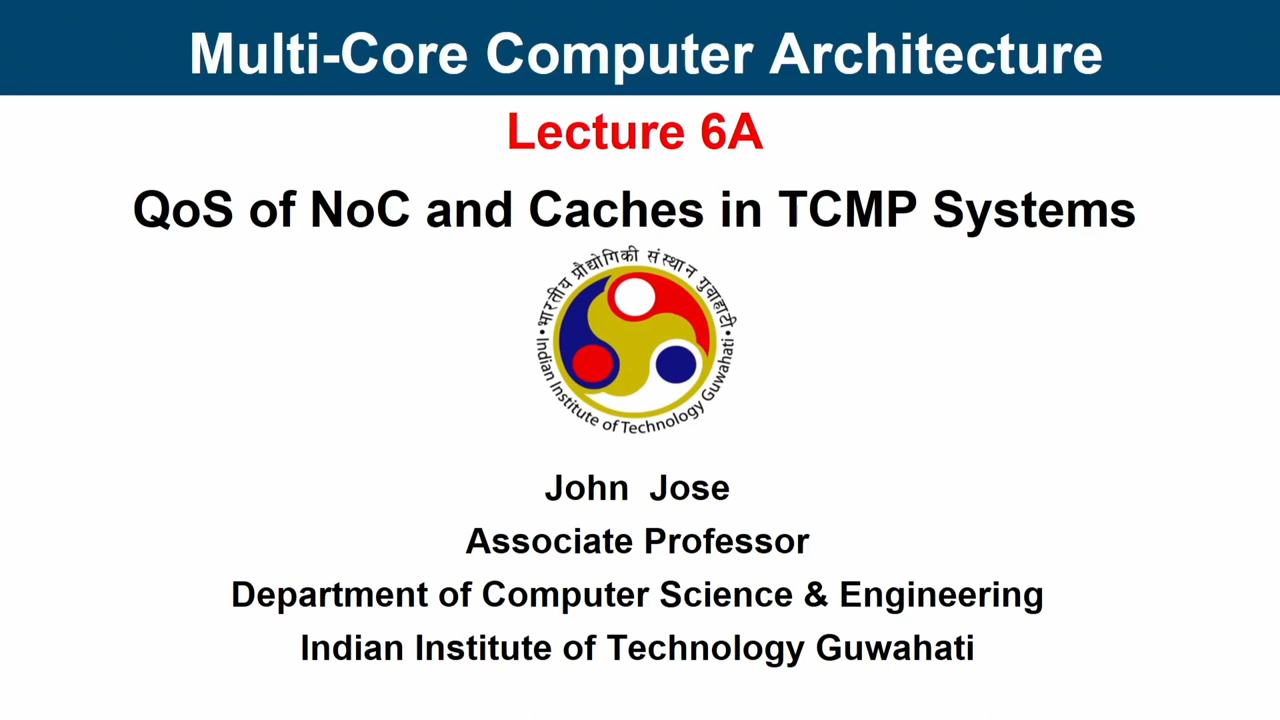 Multi-Core Computer Architecture
Lecture 6A
QoS of NoC and Caches in TCMP Systems
भारतीय प्रौद्योगिकी संस्थान गुवाहाटी
Indian Institute of Technology Guwahati
John Jose
Associate Professor
Department of Computer Science & Engineering
Indian Institute of Technology Guwahati